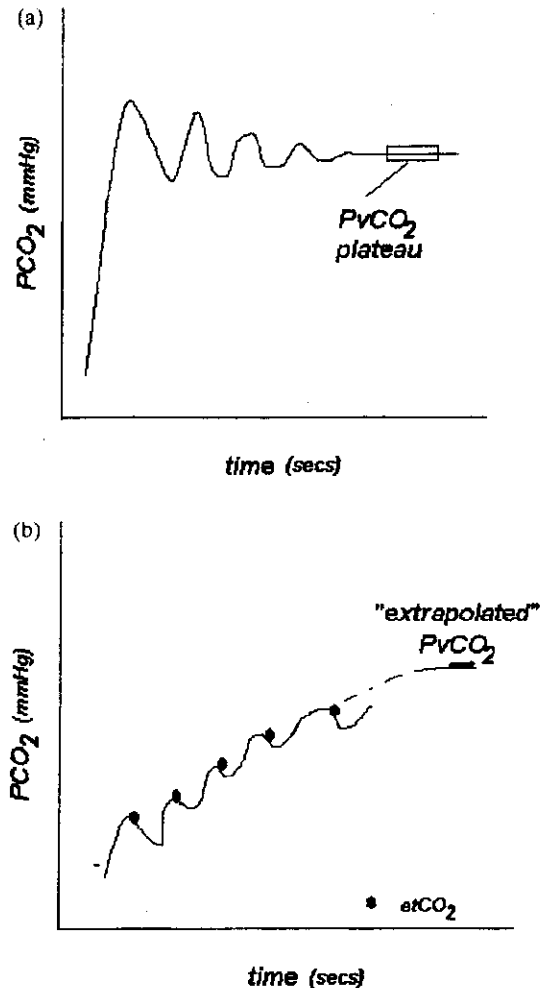 (a)
PCO2 (mmHg)
PvCO2
plateau
time (secs)
(b)
"extrapolated"
PvCO2
PCO2 (mmHg)
etCO2
time (secs)